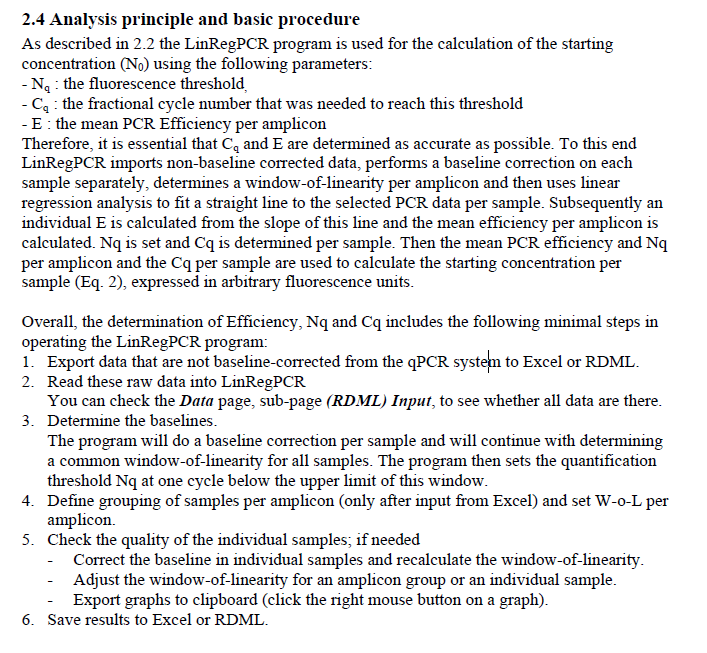 2.4 Analysis principle and basic procedure
As described in 2.2 the LinRegPCR program is used for the calculation of the starting
concentration (N0) using the following parameters:
- Nq : the fluorescence threshold,
- Cq : the fractional cycle number that was needed to reach this threshold
- E : the mean PCR Efficiency per amplicon
Therefore, it is essential that Cq and E are determined as accurate as possible. To this end
LinRegPCR imports non-baseline corrected data, performs a baseline correction on each
sample separately, determines a window-of-linearity per amplicon and then uses linear
regression analysis to fit a straight line to the selected PCR data per sample. Subsequently an
individual E is calculated from the slope of this line and the mean efficiency per amplicon is
calculated. Nq is set and Cq is determined per sample. Then the mean PCR efficiency and Nq
per amplicon and the Cq per sample are used to calculate the starting concentration per
sample (Eq. 2), expressed in arbitrary fluorescence units.

Overall, the determination of Efficiency, Nq and Cq includes the following minimal steps in
operating the LinRegPCR program:
1. Export data that are not baseline-corrected from the qPCR system to Excel or RDML.
2. Read these raw data into LinRegPCR
You can check the Data page, sub-page (RDML) Input, to see whether all data are there.
3. Determine the baselines.
The program will do a baseline correction per sample and will continue with determining
a common window-of-linearity for all samples. The program then sets the quantification
threshold Nq at one cycle below the upper limit of this window.
4. Define grouping of samples per amplicon (only after input from Excel) and set W-o-L per
amplicon.
5. Check the quality of the individual samples; if needed
- Correct the baseline in individual samples and recalculate the window-of-linearity.
- Adjust the window-of-linearity for an amplicon group or an individual sample.
- Export graphs to clipboard (click the right mouse button on a graph).
6. Save results to Excel or RDML.